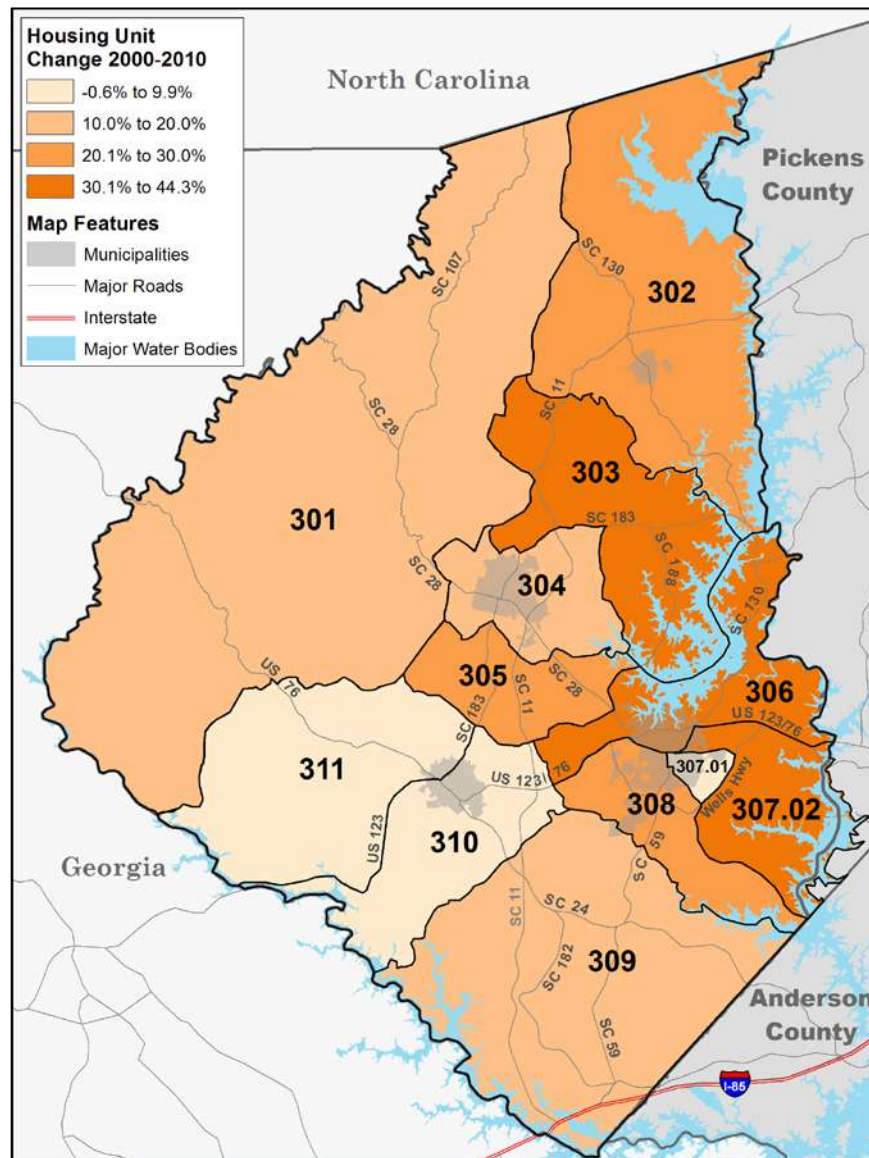 Housing Unit
Change 2000-2010
-0.6% to 9.9%
10.0% to 20.0%
20.1% to 30.0%
30.1% to 44.3%
Map Features
Municipalities
Major Roads
Interstate
Major Water Bodies
North Carolina
Pickens
County
SC 107
SC 130
302
SC 11
SC 28
303
301
SC 183
SC 188
SC 28
304
SC 130
305
SC 28
US 76
SC 183
SC 11
306
US 123/76
311
307.01
US 123/76
Wells Hwy
308
307.02
US 123
310
SC 59
Georgia
SC 11
SC 24
309
SC 182
Anderson
County
SC 59
I-85